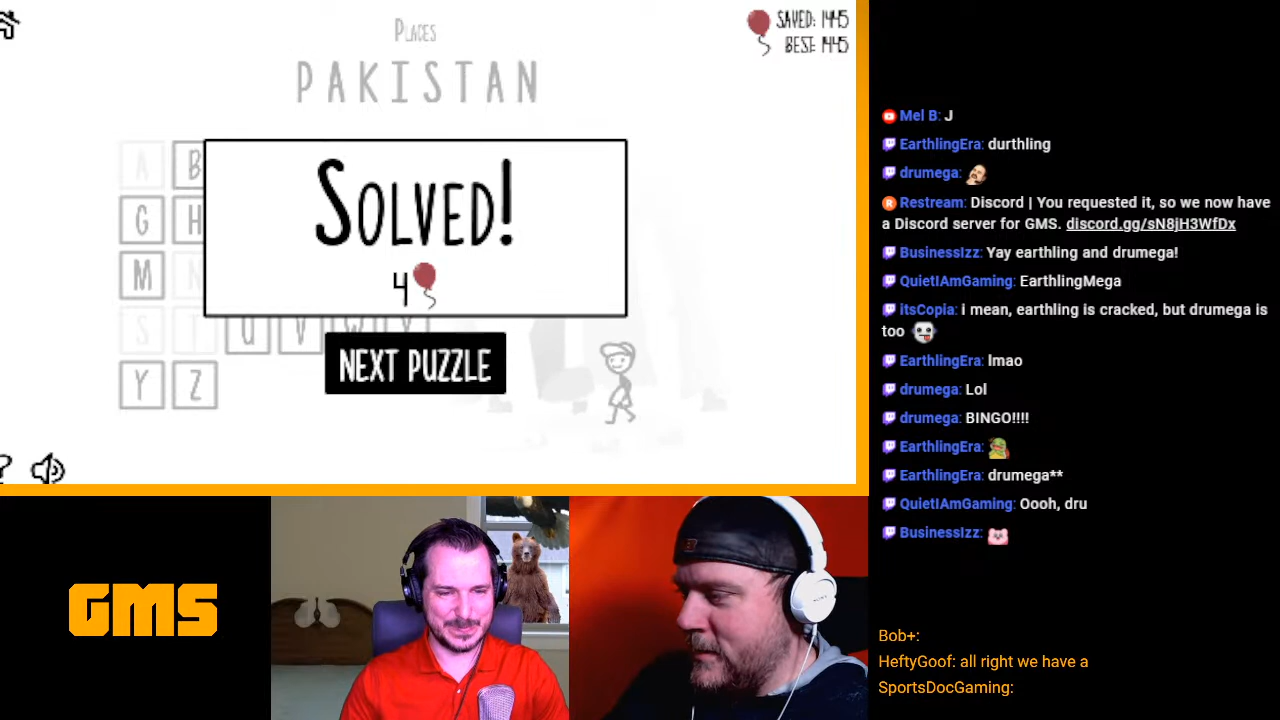 PLACES
PAKISTAN
SAVED: 1445
BEST: 1445
A B
G H
M N
S T U V W X
Y Z
SOLVED!
4
NEXT PUZZLE
?
Mel B: J
EarthlingEra: durthling
drumega:
Restream: Discord | You requested it, so we now have
a Discord server for GMS. discord.gg/sN8jH3WfDx
BusinessIzz: Yay earthling and drumega!
QuietIAmGaming: EarthlingMega
itsCopia: i mean, earthling is cracked, but drumega is
too
EarthlingEra: lmao
drumega: Lol
drumega: BINGO!!!!
EarthlingEra:
EarthlingEra: drumega**
QuietIAmGaming: Oooh, dru
BusinessIzz:
GMS
SONY
Bob+:
HeftyGoof: all right we have a
SportsDocGaming: